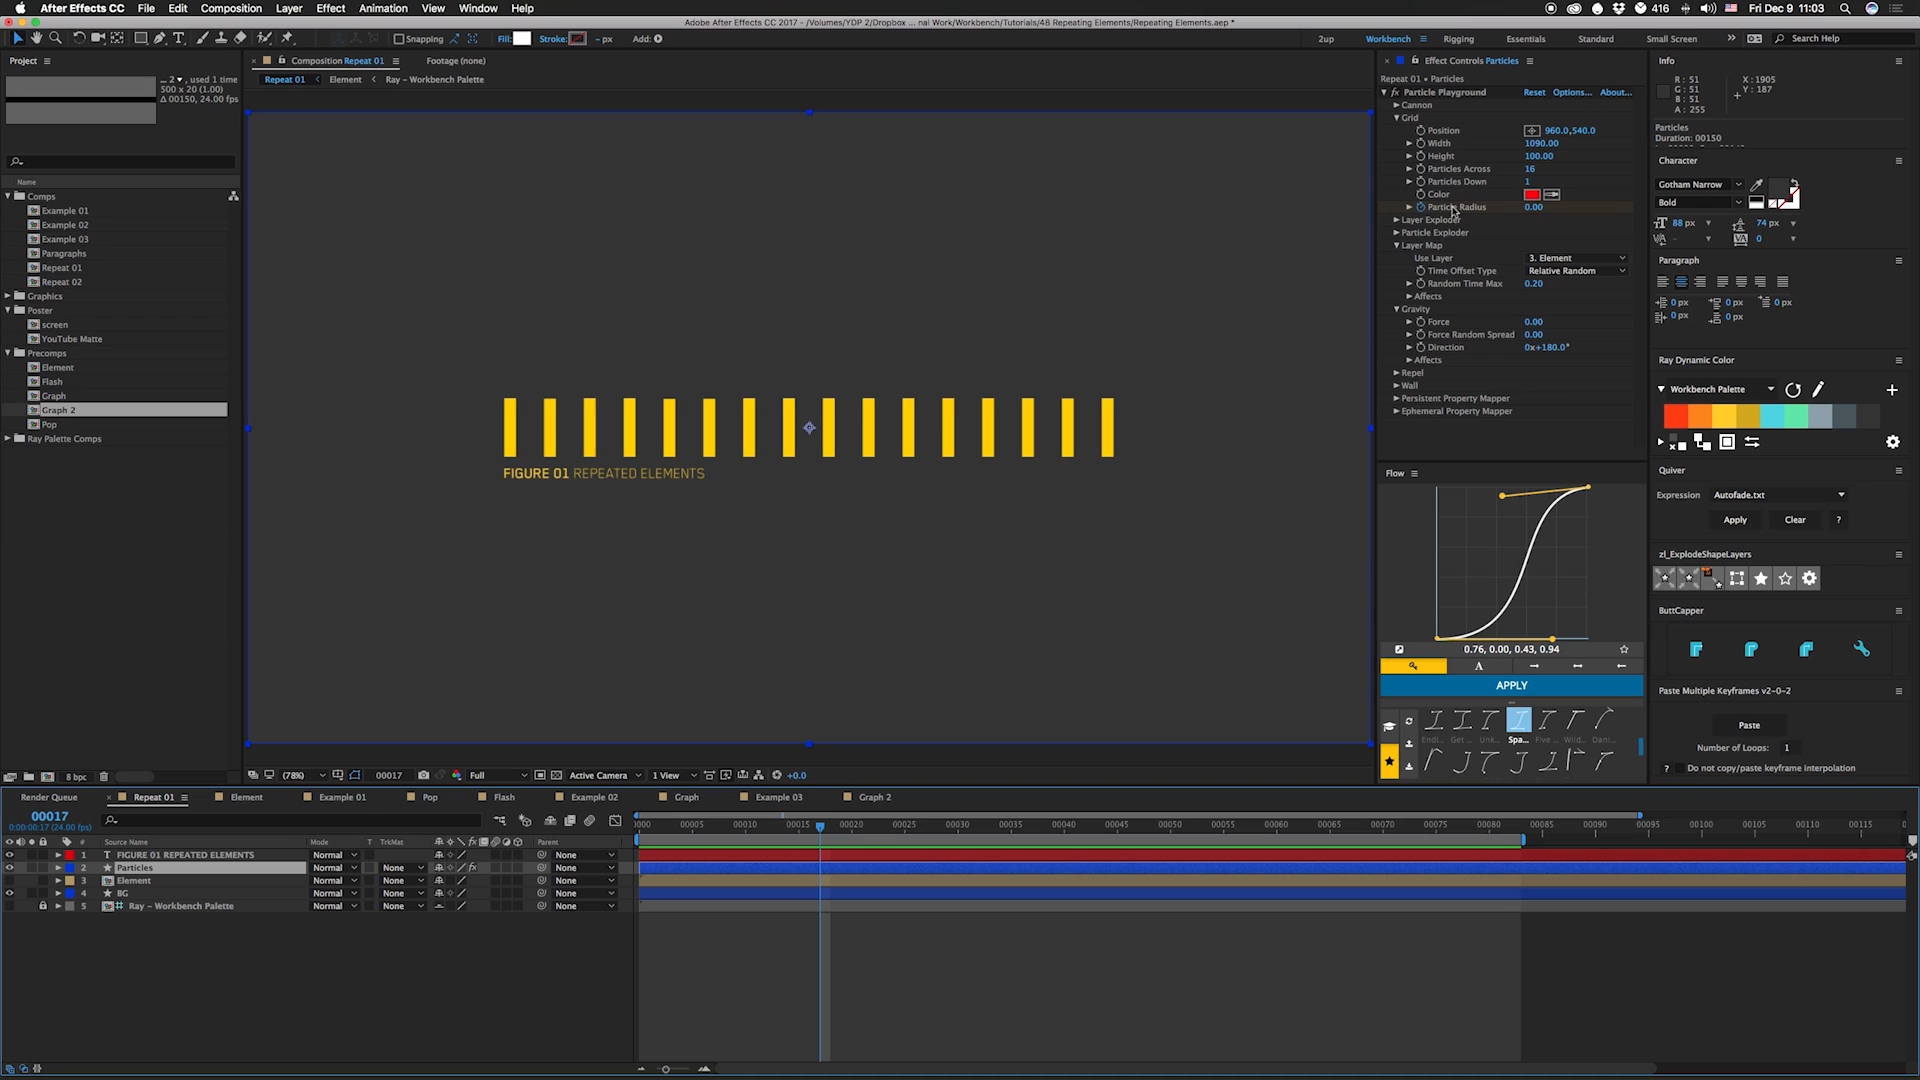 After Effects CC File Edit Composition Layer Effect Animation View Window Help
416 Fri Dec 9 11:03
Adobe After Effects CC 2017 - /Volumes/YDP 2/Dropbox ... nal Work/Workbench/Tutorials/48 Repeating Elements/Repeating Elements.aep *
Snapping Fill: Stroke: - px Add:
2up Workbench Rigging Essentials Standard Small Screen Search Help
Project
... 2 , used 1 time
500 x 20 (1.00)
Δ 00150, 24.00 fps
Name
Comps
Example 01
Example 02
Example 03
Paragraphs
Repeat 01
Repeat 02
Graphics
Poster
screen
YouTube Matte
Precomps
Element
Flash
Graph
Graph 2
Pop
Ray Palette Comps
8 bpc
Composition Repeat 01 Footage (none)
Repeat 01 Element Ray – Workbench Palette
FIGURE 01 REPEATED ELEMENTS
(78%) 00017 Full Active Camera 1 View +0.0
Effect Controls Particles
Repeat 01 • Particles
fx Particle Playground Reset Options... About...
Cannon
Grid
Position 960.0,540.0
Width 1090.00
Height 100.00
Particles Across 16
Particles Down 1
Color
Particle Radius 0.00
Layer Exploder
Particle Exploder
Layer Map
Use Layer 3. Element
Time Offset Type Relative Random
Random Time Max 0.20
Affects
Gravity
Force 0.00
Force Random Spread 0.00
Direction 0x+180.0°
Affects
Repel
Wall
Persistent Property Mapper
Ephemeral Property Mapper
Flow
0.76, 0.00, 0.43, 0.94
A
APPLY
Endl... Get ... Unk... Spa... Five ... Wild... Dani...
Info
R : 51
G : 51
B : 51
A : 255
X : 1905
Y : 187
Particles
Duration: 00150
Character
Gotham Narrow
Bold
88 px 74 px
0
Paragraph
0 px 0 px 0 px
0 px 0 px
Ray Dynamic Color
Workbench Palette
Quiver
Expression Autofade.txt
Apply Clear ?
zl_ExplodeShapeLayers
ButtCapper
Paste Multiple Keyframes v2-0-2
Paste
Number of Loops: 1
? Do not copy/paste keyframe interpolation
Render Queue Repeat 01 Element Example 01 Pop Flash Example 02 Graph Example 03 Graph 2
00017
0:00:00:17 (24.00 fps)
0000 00005 00010 00015 00020 00025 00030 00035 00040 00045 00050 00055 00060 00065 00070 00075 00080 00085 00090 00095 00100 00105 00110 00115
# Source Name Mode T TrkMat Parent
1 T FIGURE 01 REPEATED ELEMENTS Normal None
2 Particles Normal None fx None
3 Element Normal None None
4 BG Normal None None
5 Ray – Workbench Palette Normal None None